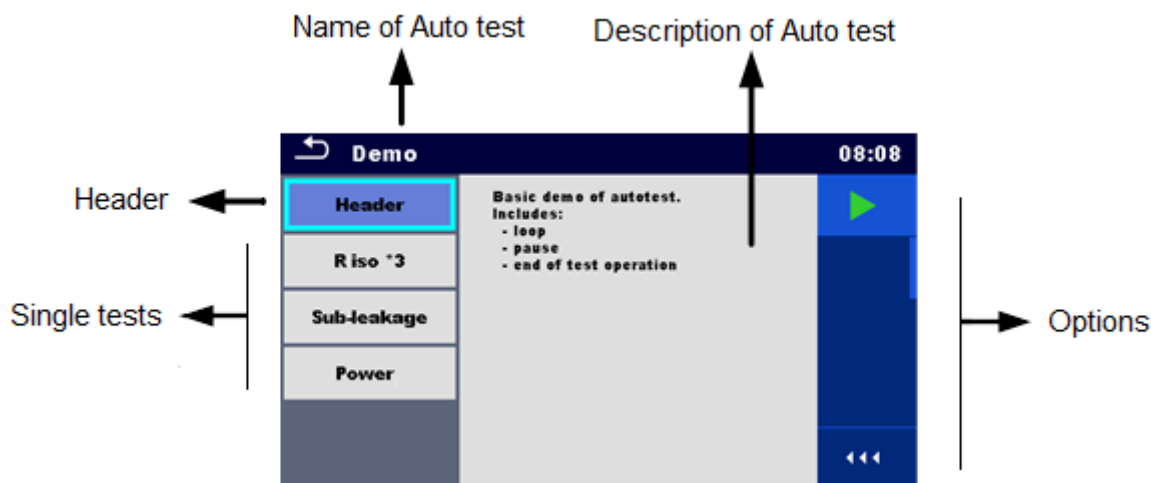 Name of Auto test
Description of Auto test
Demo
08:08
Header
Header
Basic demo of autotest.
Includes:
- loop
- pause
- end of test operation
R iso *3
Single tests
Sub-leakage
Options
Power